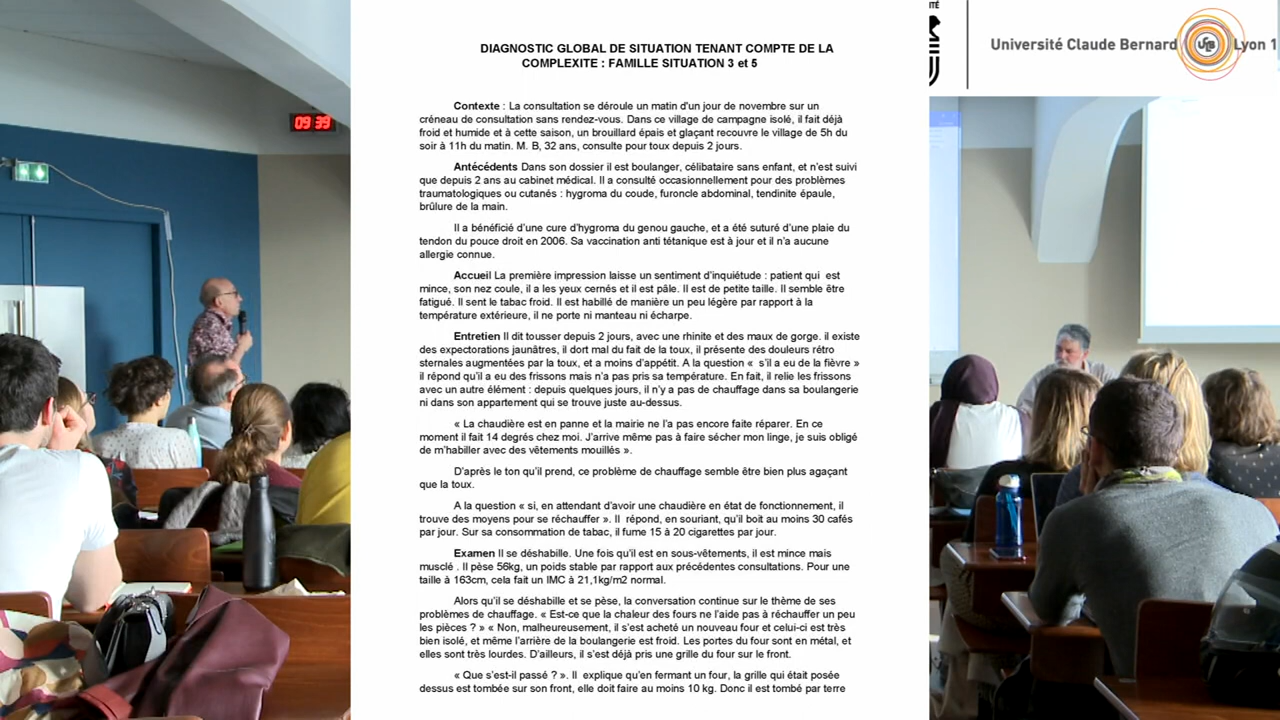 DIAGNOSTIC GLOBAL DE SITUATION TENANT COMPTE DE LA
COMPLEXITE : FAMILLE SITUATION 3 et 5
Contexte : La consultation se déroule un matin d'un jour de novembre sur un
créneau de consultation sans rendez-vous. Dans ce village de campagne isolé, il fait déjà
froid et humide et à cette saison, un brouillard épais et glaçant recouvre le village de 5h du
soir à 11h du matin. M. B, 32 ans, consulte pour toux depuis 2 jours.
Antécédents Dans son dossier il est boulanger, célibataire sans enfant, et n'est suivi
que depuis 2 ans au cabinet médical. Il a consulté occasionnellement pour des problèmes
traumatologiques ou cutanés : hygroma du coude, furoncle abdominal, tendinite épaule,
brûlure de la main.
Il a bénéficié d'une cure d'hygroma du genou gauche, et a été suturé d'une plaie du
tendon du pouce droit en 2006. Sa vaccination anti tétanique est à jour et il n'a aucune
allergie connue.
Accueil La première impression laisse un sentiment d'inquiétude : patient qui est
mince, son nez coule, il a les yeux cernés et il est pâle. Il est de petite taille. Il semble être
fatigué. Il sent le tabac froid. Il est habillé de manière un peu légère par rapport à la
température extérieure, il ne porte ni manteau ni écharpe.
Entretien Il dit tousser depuis 2 jours, avec une rhinite et des maux de gorge. il existe
des expectorations jaunâtres, il dort mal du fait de la toux, il présente des douleurs rétro
sternales augmentées par la toux, et a moins d'appétit. A la question « s'il a eu de la fièvre »
il répond qu'il a eu des frissons mais n'a pas pris sa température. En fait, il relie les frissons
avec un autre élément : depuis quelques jours, il n'y a pas de chauffage dans sa boulangerie
ni dans son appartement qui se trouve juste au-dessus.
« La chaudière est en panne et la mairie ne l'a pas encore faite réparer. En ce
moment il fait 14 degrés chez moi. J'arrive même pas à faire sécher mon linge, je suis obligé
de m'habiller avec des vêtements mouillés ».
D'après le ton qu'il prend, ce problème de chauffage semble être bien plus agaçant
que la toux.
A la question « si, en attendant d'avoir une chaudière en état de fonctionnement, il
trouve des moyens pour se réchauffer ». Il répond, en souriant, qu'il boit au moins 30 cafés
par jour. Sur sa consommation de tabac, il fume 15 à 20 cigarettes par jour.
Examen Il se déshabille. Une fois qu'il est en sous-vêtements, il est mince mais
musclé . Il pèse 56kg, un poids stable par rapport aux précédentes consultations. Pour une
taille à 163cm, cela fait un IMC à 21,1kg/m2 normal.
Alors qu'il se déshabille et se pèse, la conversation continue sur le thème de ses
problèmes de chauffage. « Est-ce que la chaleur des fours ne l'aide pas à réchauffer un peu
les pièces ? » « Non, malheureusement, il s'est acheté un nouveau four et celui-ci est très
bien isolé, et même l'arrière de la boulangerie est froid. Les portes du four sont en métal, et
elles sont très lourdes. D'ailleurs, il s'est déjà pris une grille du four sur le front.
« Que s'est-il passé ? ». Il explique qu'en fermant un four, la grille qui était posée
dessus est tombée sur son front, elle doit faire au moins 10 kg. Donc il est tombé par terre
09:39
ITÉ
Université Claude Bernard Lyon 1